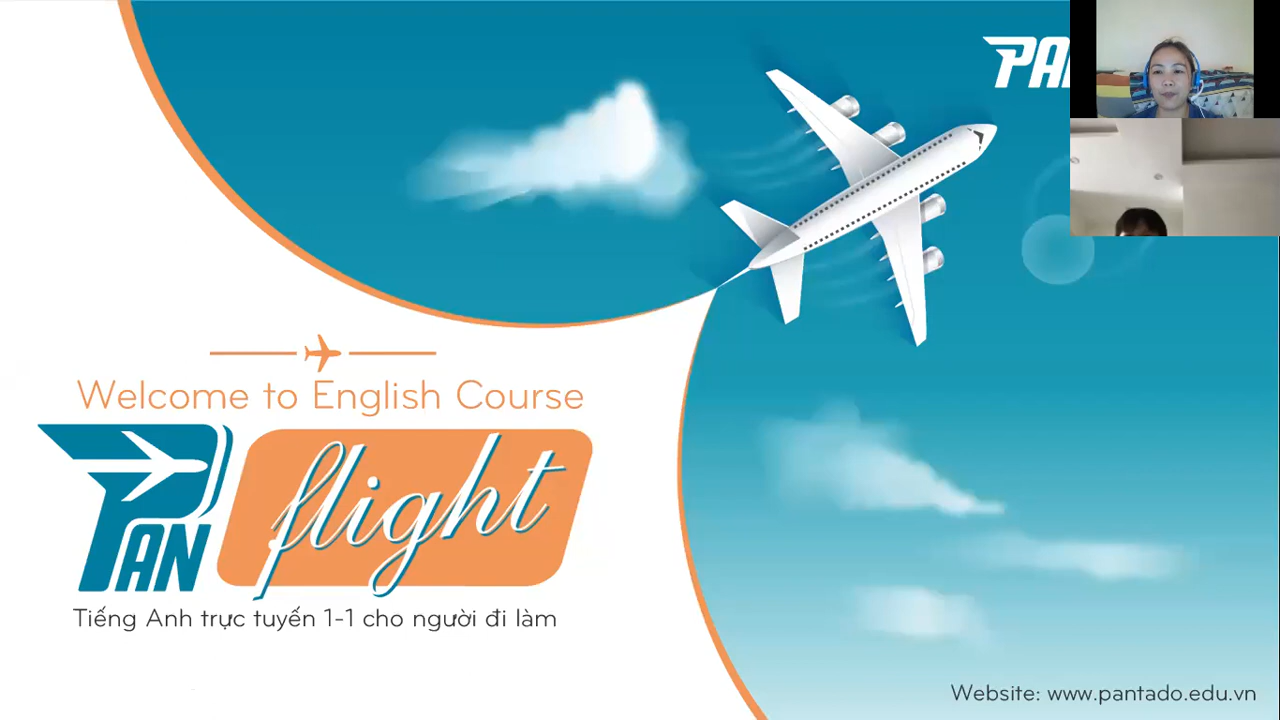 Welcome to English Course
PAN flight
Tiếng Anh trực tuyến 1-1 cho người đi làm
Website: www.pantado.edu.vn